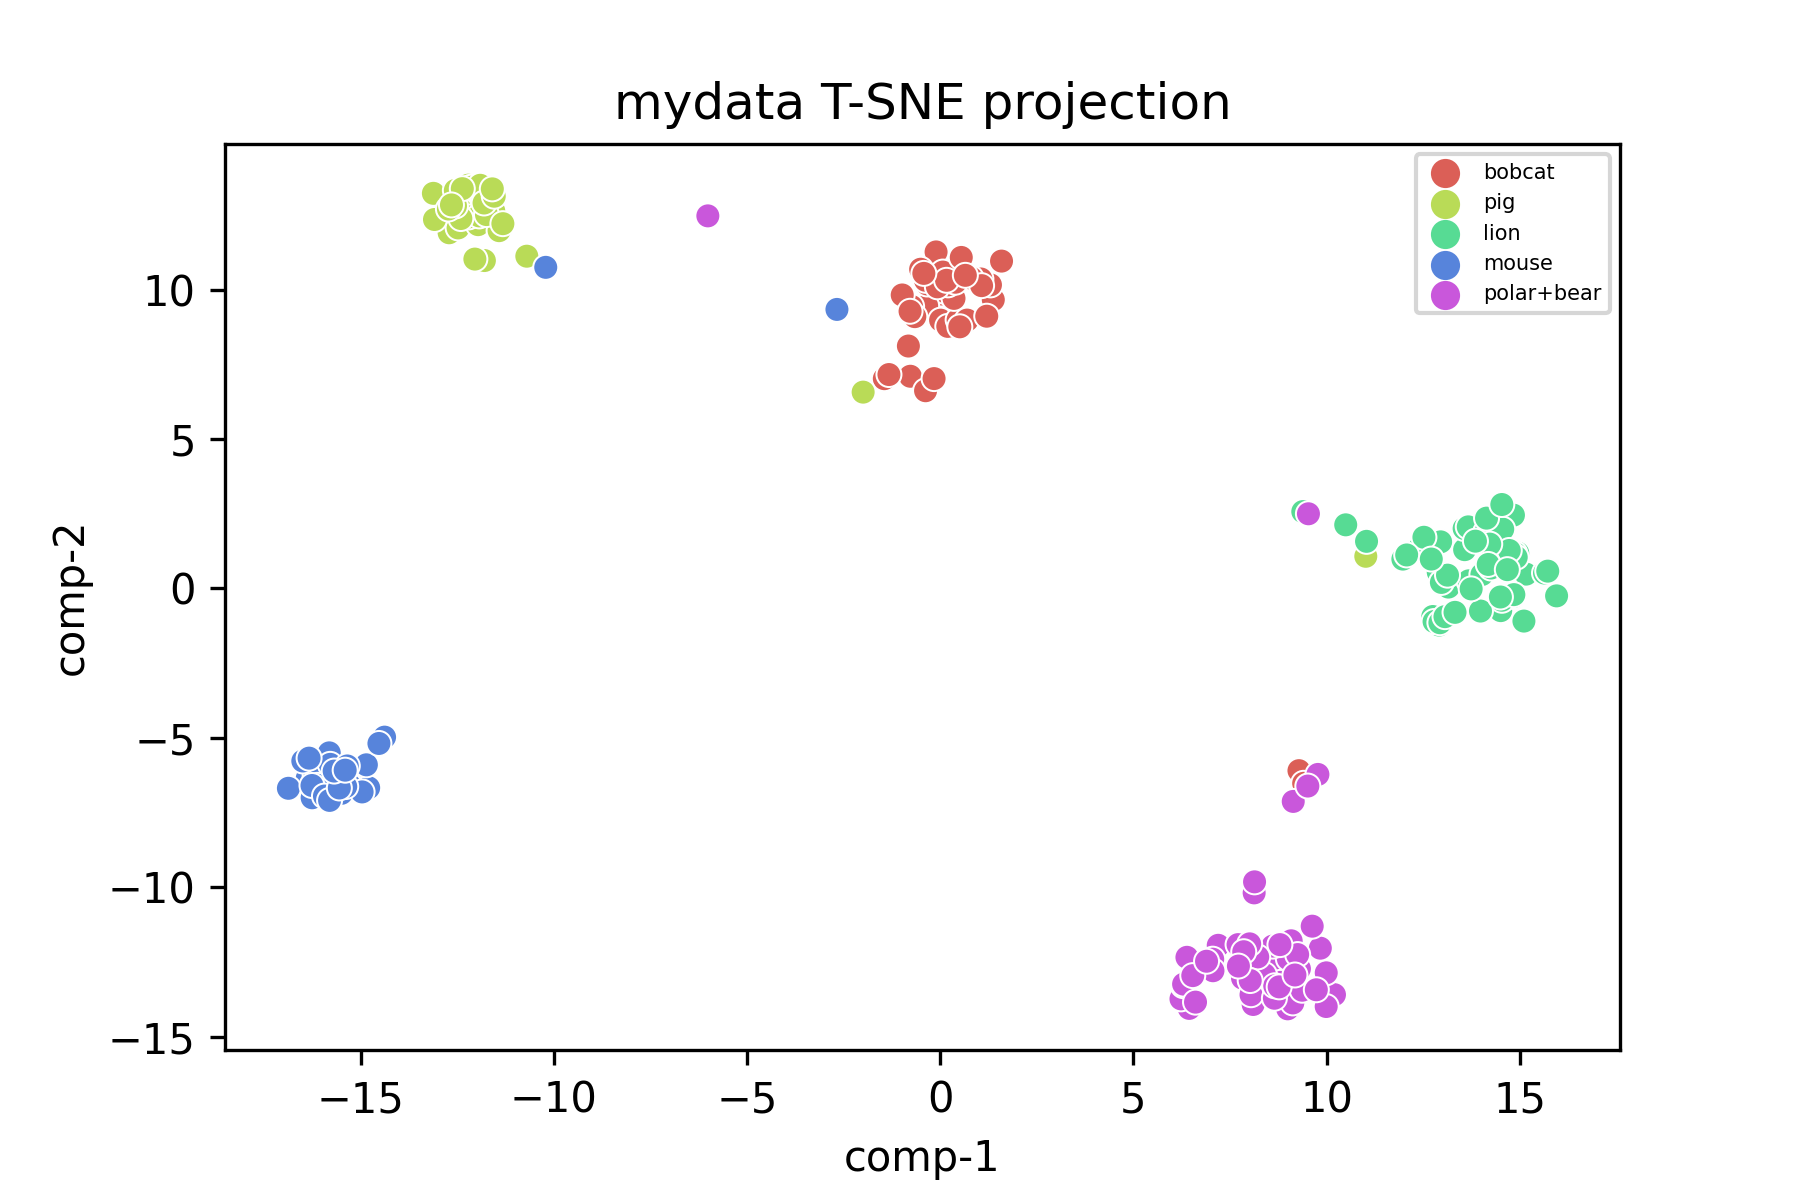 mydata T-SNE projection
bobcat
pig
lion
mouse
polar+bear
10
5
0
−5
−10
−15
comp-2
−15 −10 −5 0 5 10 15
comp-1